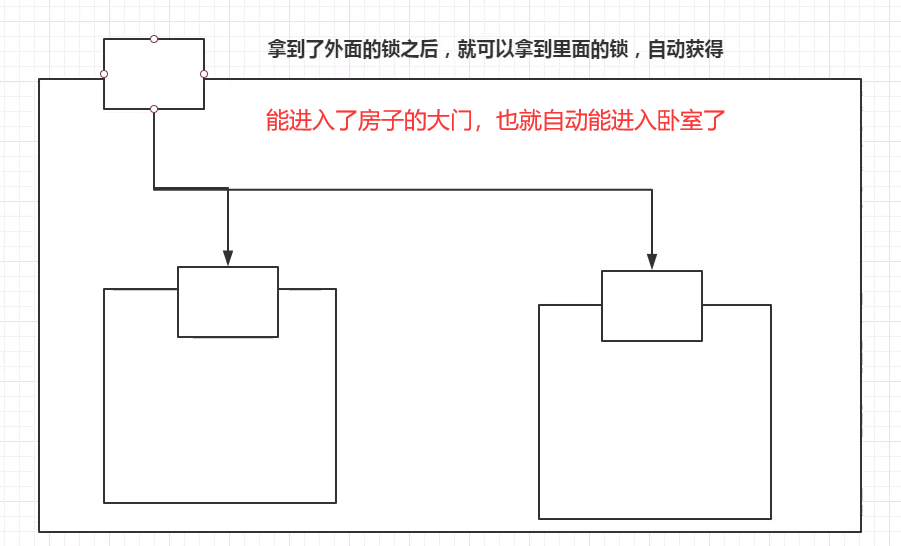 拿到了外面的锁之后，就可以拿到里面的锁，自动获得
能进入了房子的大门，也就自动能进入卧室了